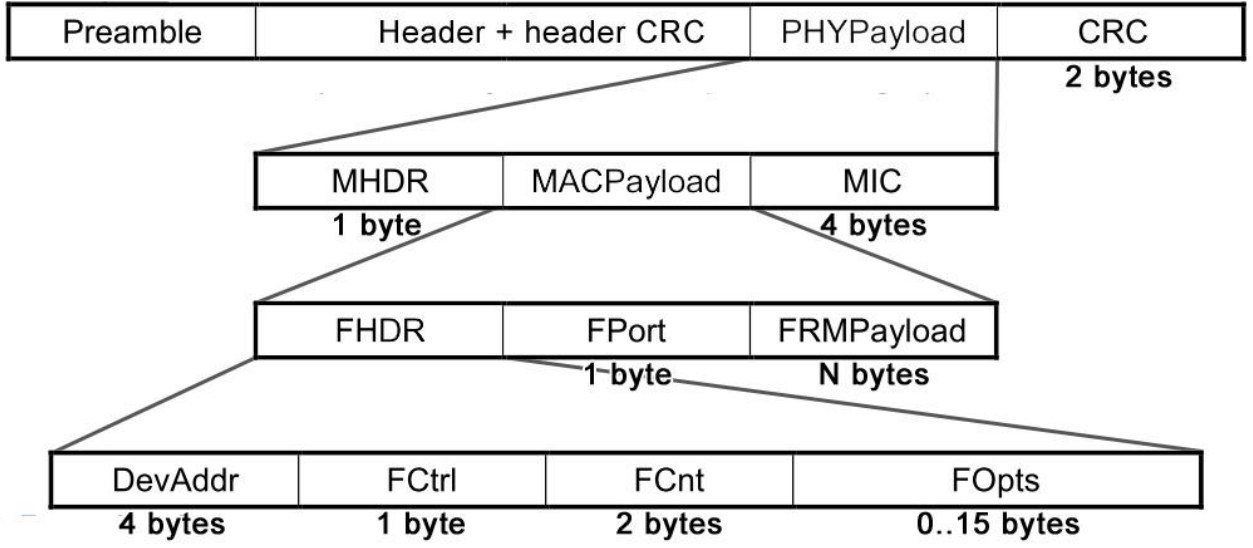 Preamble Header + header CRC PHYPayload CRC
2 bytes
MHDR MACPayload MIC
1 byte 4 bytes
FHDR FPort FRMPayload
1 byte N bytes
DevAddr FCtrl FCnt FOpts
4 bytes 1 byte 2 bytes 0..15 bytes